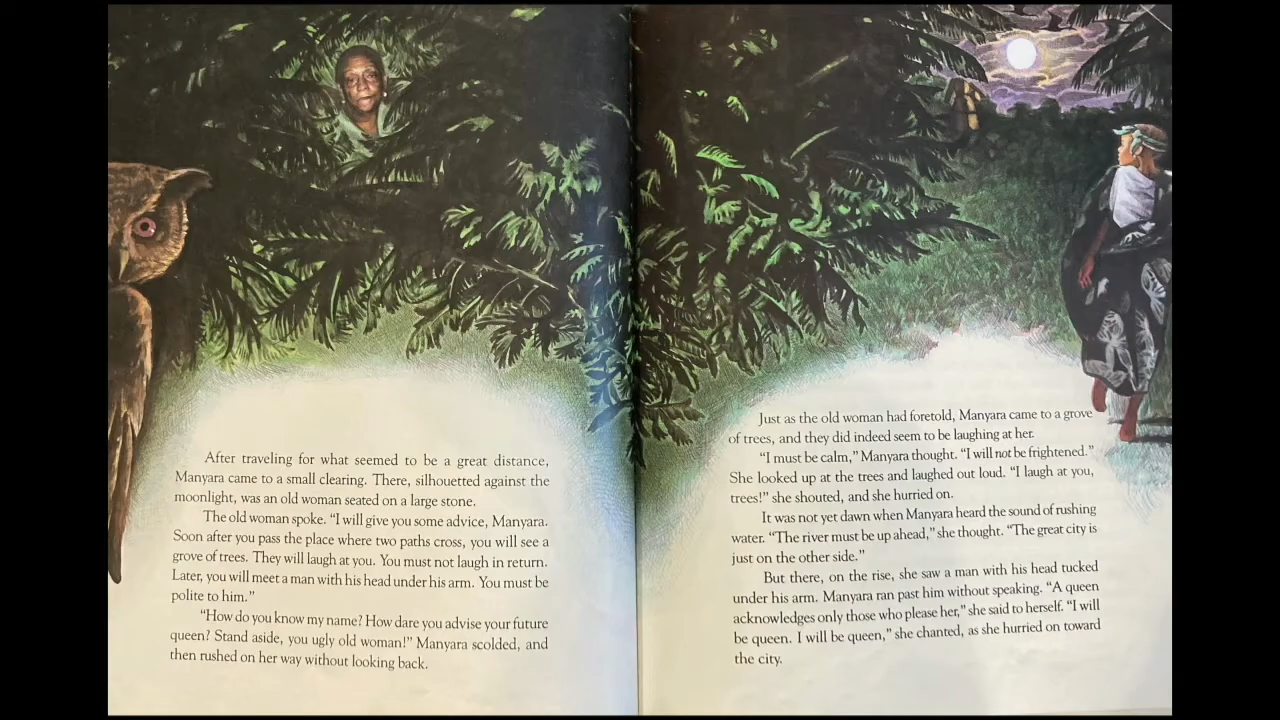 After traveling for what seemed to be a great distance,
Manyara came to a small clearing. There, silhouetted against the
moonlight, was an old woman seated on a large stone.
The old woman spoke. “I will give you some advice, Manyara.
Soon after you pass the place where two paths cross, you will see a
grove of trees. They will laugh at you. You must not laugh in return.
Later, you will meet a man with his head under his arm. You must be
polite to him.”
“How do you know my name? How dare you advise your future
queen? Stand aside, you ugly old woman!” Manyara scolded, and
then rushed on her way without looking back.
Just as the old woman had foretold, Manyara came to a grove
of trees, and they did indeed seem to be laughing at her.
“I must be calm,” Manyara thought. “I will not be frightened.”
She looked up at the trees and laughed out loud. “I laugh at you,
trees!” she shouted, and she hurried on.
It was not yet dawn when Manyara heard the sound of rushing
water. “The river must be up ahead,” she thought. “The great city is
just on the other side.”
But there, on the rise, she saw a man with his head tucked
under his arm. Manyara ran past him without speaking. “A queen
acknowledges only those who please her,” she said to herself. “I will
be queen. I will be queen,” she chanted, as she hurried on toward
the city.